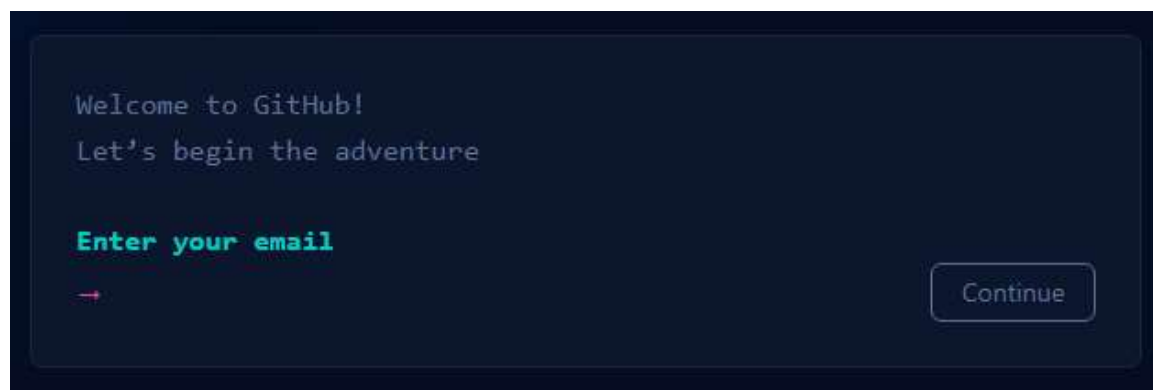 Welcome to GitHub!
Let’s begin the adventure
Enter your email
→
Continue